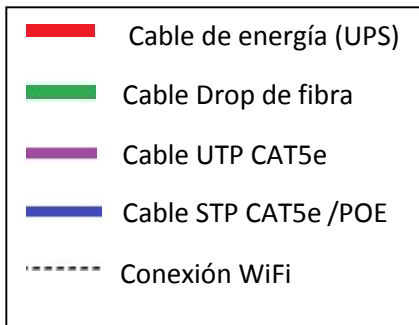 Cable de energía (UPS)
Cable Drop de fibra
Cable UTP CAT5e
Cable STP CAT5e /POE
Conexión WiFi